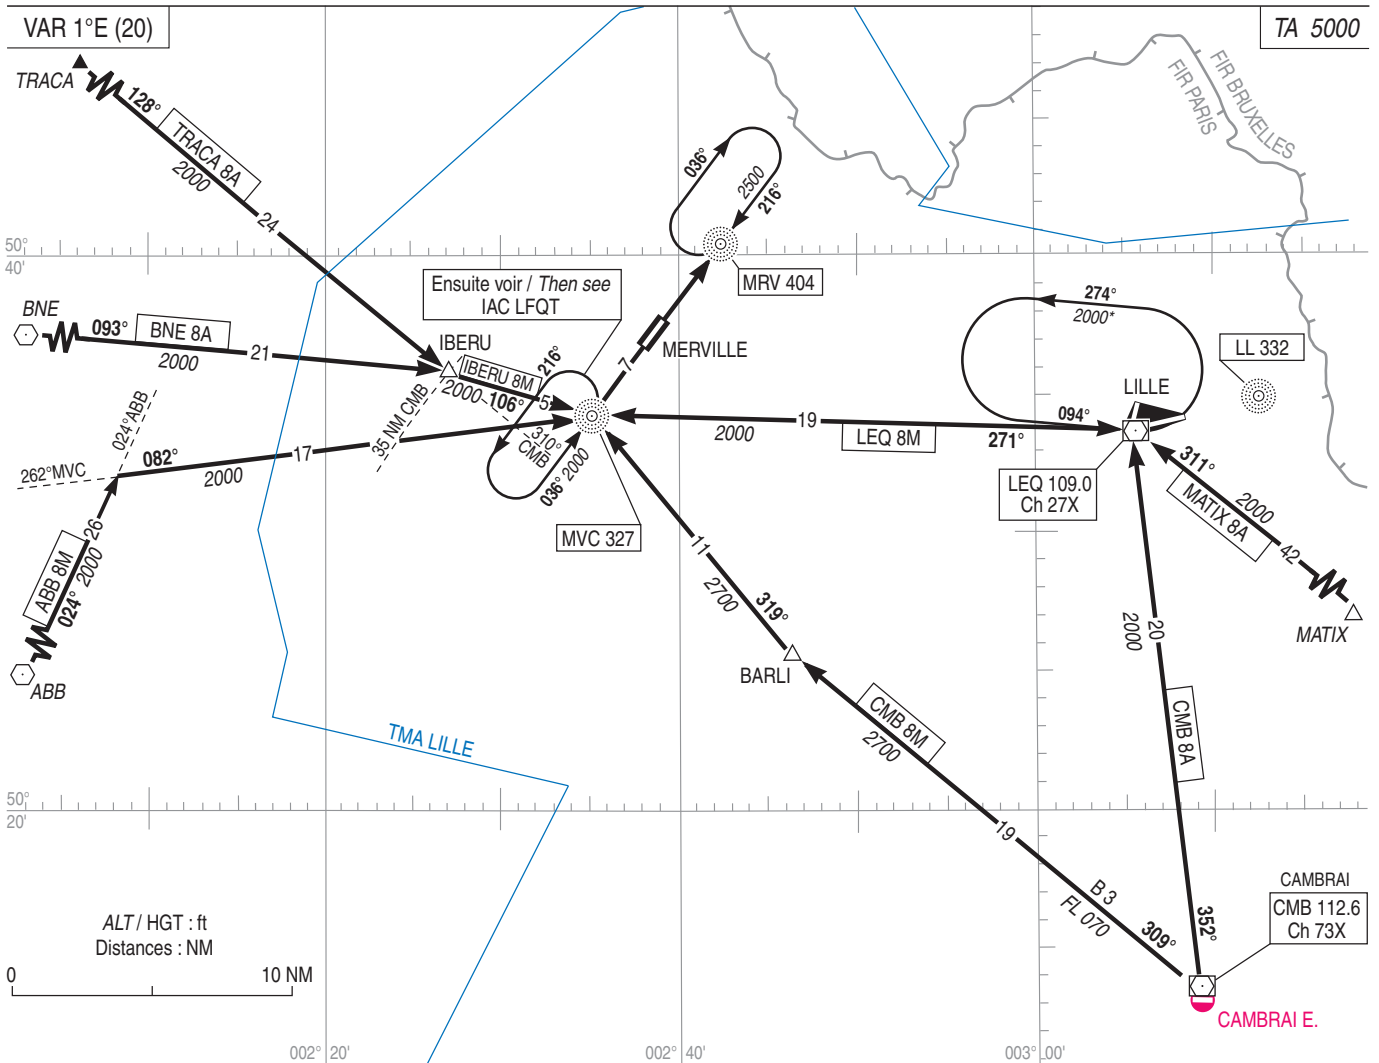 VAR 1°E (20)
TA 5000
TRACA
128°
TRACA 8A
2000
24
FIR PARIS
FIR BRUXELLES
036°
2500
216°
50°
40'
MRV 404
Ensuite voir / Then see
IAC LFQT
BNE
093°
BNE 8A
2000
21
IBERU
IBERU 8M
2000
106°
5
216°
7
MERVILLE
274°
2000*
LL 332
LILLE
024° ABB
35 NM CMB
310°
CMB
036°
2000
19
2000
LEQ 8M
271°
094°
LEQ 109.0
Ch 27X
311°
2000
MATIX 8A
42
MATIX
262°MVC
082°
17
2000
MVC 327
ABB 8M
26
2000
024°
ABB
11
2700
319°
BARLI
20
2000
CMB 8A
352°
CMB 8M
2700
TMA LILLE
50°
20'
19
B 3
FL 070
309°
CAMBRAI
CMB 112.6
Ch 73X
CAMBRAI E.
ALT / HGT : ft
Distances : NM
0
10 NM
002° 20'
002° 40'
003° 00'